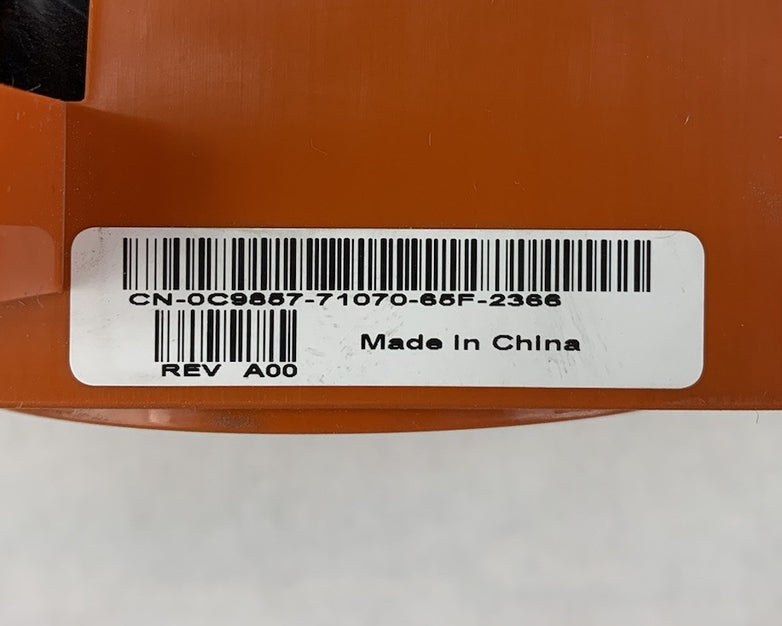 CN-0C9857-71070-65F-2366
REV A00
Made in China